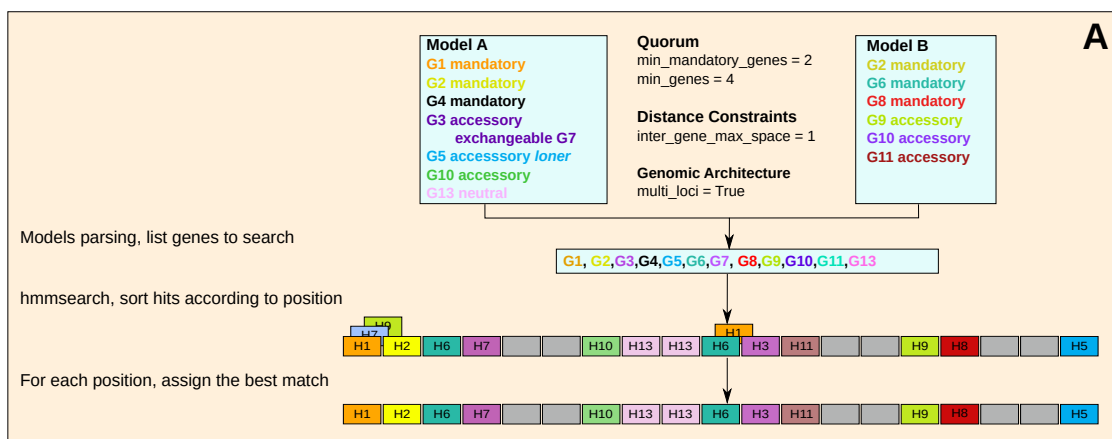 A
Model A
G1 mandatory
G2 mandatory
G4 mandatory
G3 accessory
exchangeable G7
G5 accesssory loner
G10 accessory
G13 neutral
Quorum
min_mandatory_genes = 2
min_genes = 4
Distance Constraints
inter_gene_max_space = 1
Genomic Architecture
multi_loci = True
Model B
G2 mandatory
G6 mandatory
G8 mandatory
G9 accessory
G10 accessory
G11 accessory
Models parsing, list genes to search
G1, G2,G3,G4,G5,G6,G7, G8,G9,G10,G11,G13
hmmsearch, sort hits according to position
H9
H7 H1
H1 H2 H6 H7 H10 H13 H13 H6 H3 H11 H9 H8 H5
For each position, assign the best match
H1 H2 H6 H7 H10 H13 H13 H6 H3 H11 H9 H8 H5